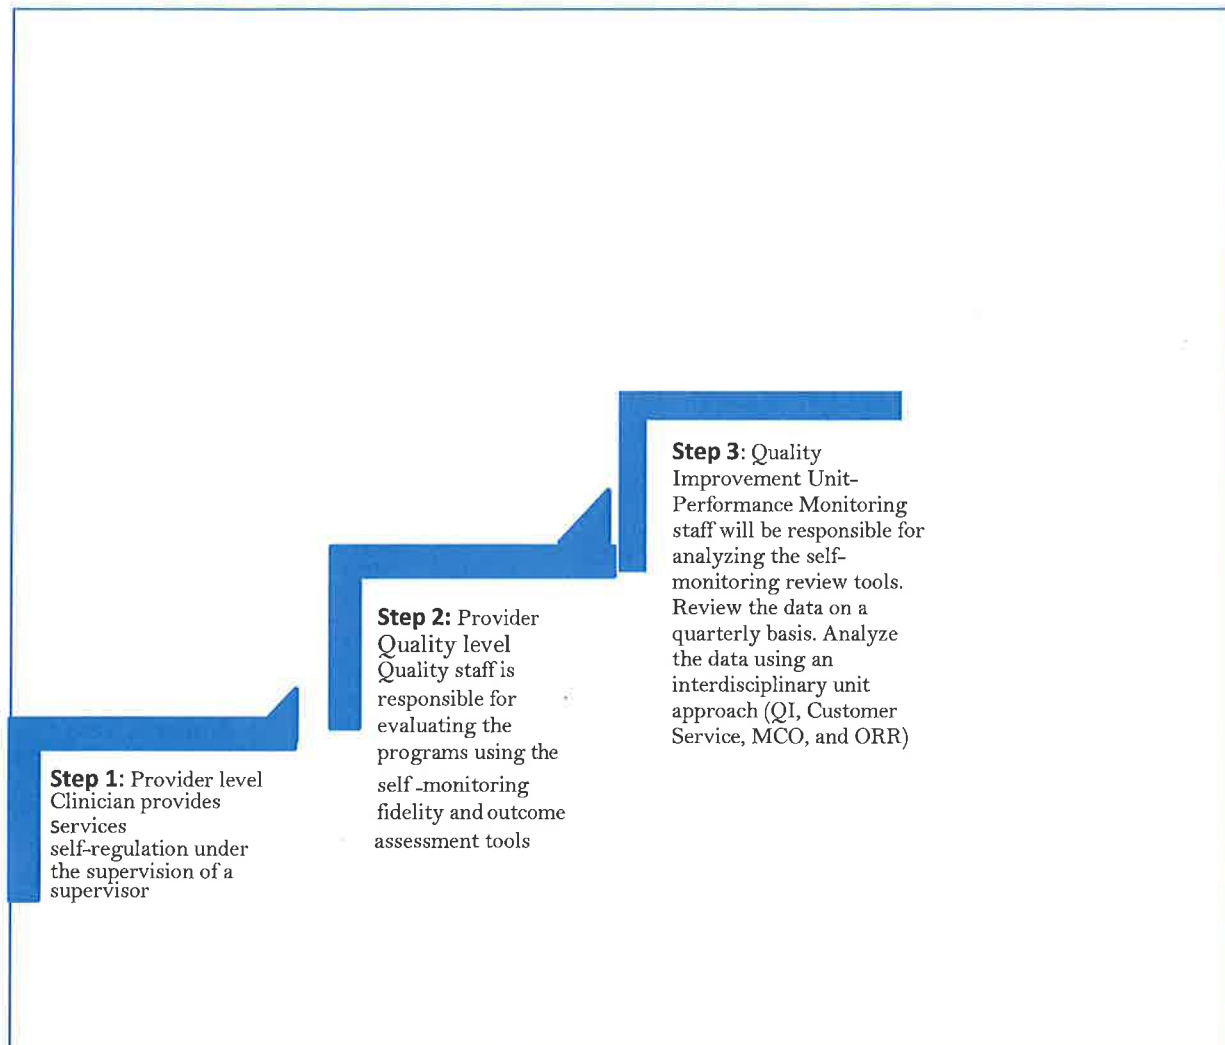 Step 1: Provider level
Clinician provides
Services
self-regulation under
the supervision of a
supervisor
Step 2: Provider
Quality level
Quality staff is
responsible for
evaluating the
programs using the
self -monitoring
fidelity and outcome
assessment tools
Step 3: Quality
Improvement Unit-
Performance Monitoring
staff will be responsible for
analyzing the self-
monitoring review tools.
Review the data on a
quarterly basis. Analyze
the data using an
interdisciplinary unit
approach (QI, Customer
Service, MCO, and ORR)